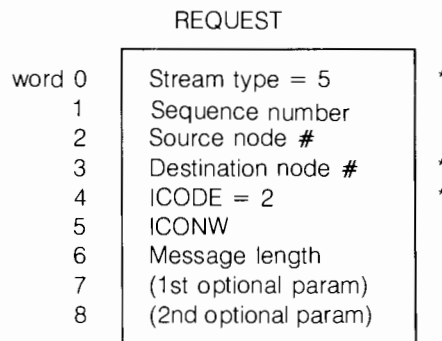 REQUEST
word 0 Stream type = 5 *
1 Sequence number
2 Source node #
3 Destination node # *
4 ICODE = 2 *
5 ICONW
6 Message length
7 (1st optional param)
8 (2nd optional param)